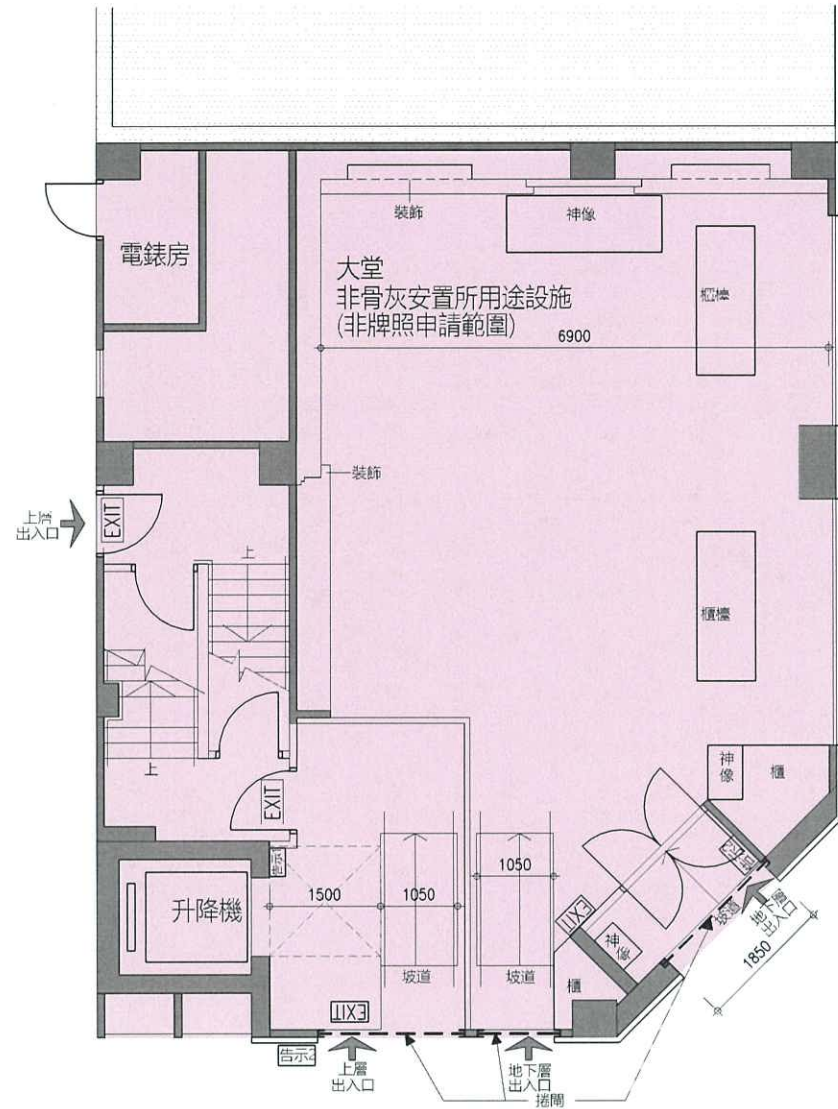 裝飾
神像
電錶房
大堂
非骨灰安置所用途設施
(非牌照申請範圍)
櫃檯
6900
裝飾
上層
出入口
EXIT
上
櫃檯
上
神像
櫃
EXIT
告示1
1500
1050
1050
升降機
坡道
坡道
EXIT
神像
櫃
坡道
地下層
出入口
1850
EXIT
告示2
上層
出入口
地下層
出入口
捲閘